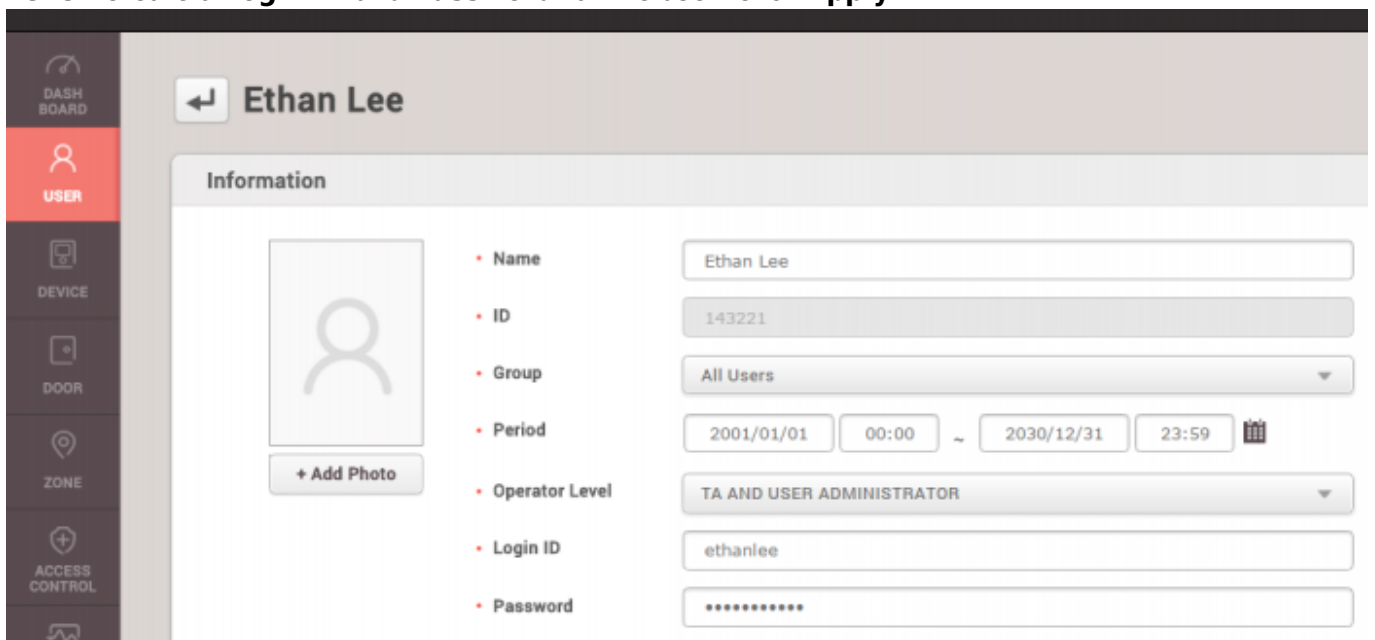 DASH
BOARD
Ethan Lee
USER
Information
Name
Ethan Lee
DEVICE
ID
143221
DOOR
Group
All Users
Period
2001/01/01 00:00 ~ 2030/12/31 23:59
+ Add Photo
ZONE
Operator Level
TA AND USER ADMINISTRATOR
Login ID
ethanlee
ACCESS
CONTROL
Password
•••••••••••